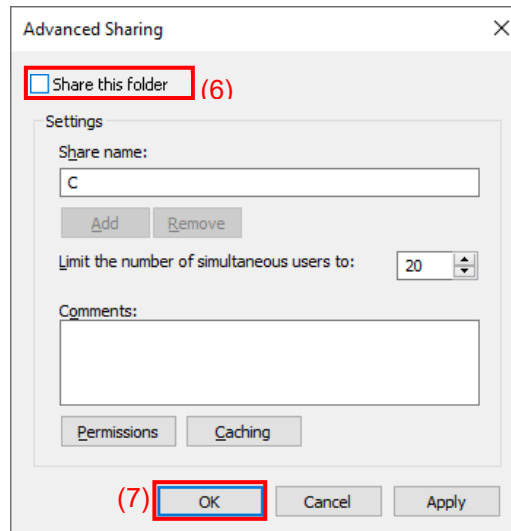 Advanced Sharing
Share this folder (6)
Settings
Share name:
C
Add Remove
Limit the number of simultaneous users to: 20
Comments:
Permissions Caching
(7) OK Cancel Apply